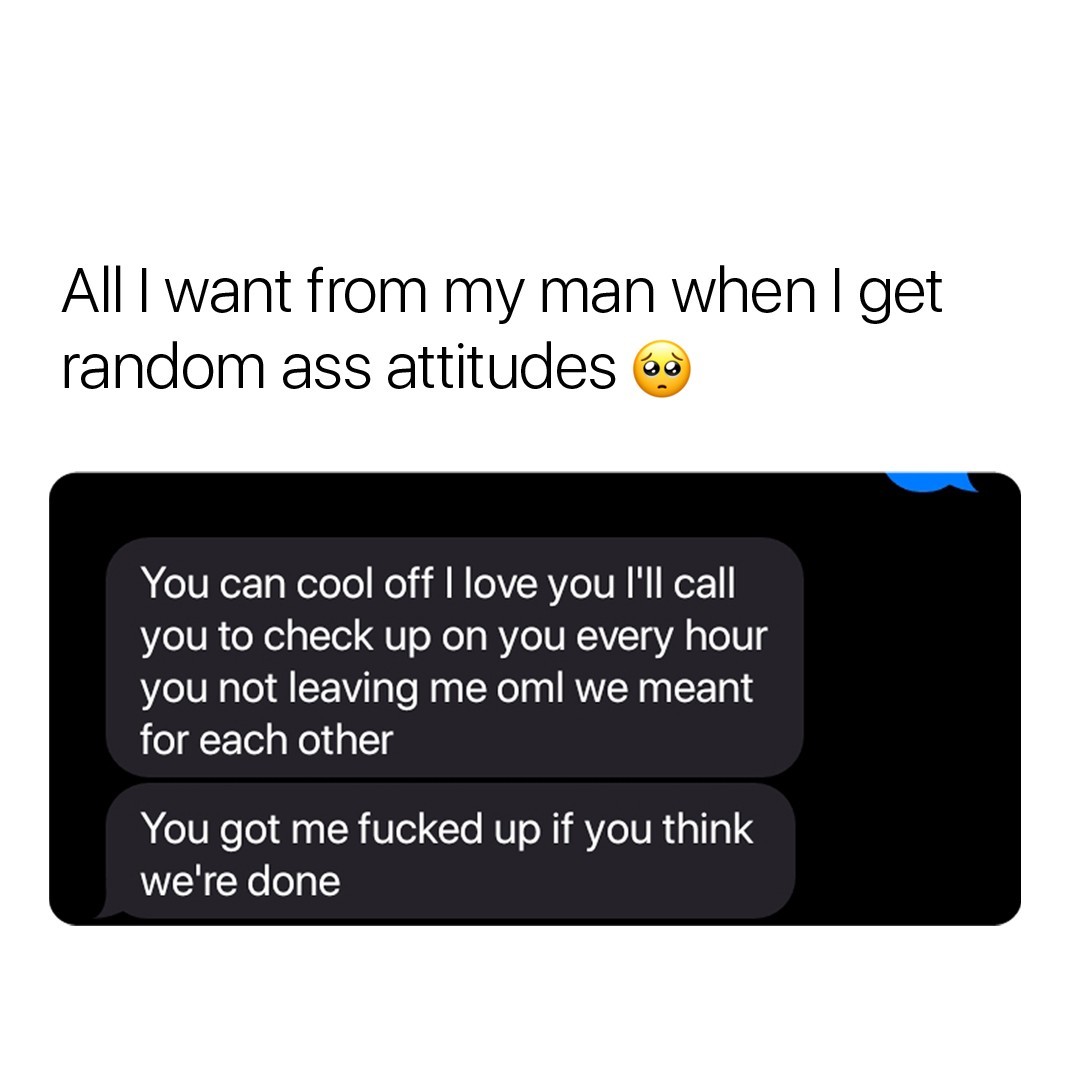 All I want from my man when I get
random ass attitudes 🥺
You can cool off I love you I'll call
you to check up on you every hour
you not leaving me oml we meant
for each other
You got me fucked up if you think
we're done